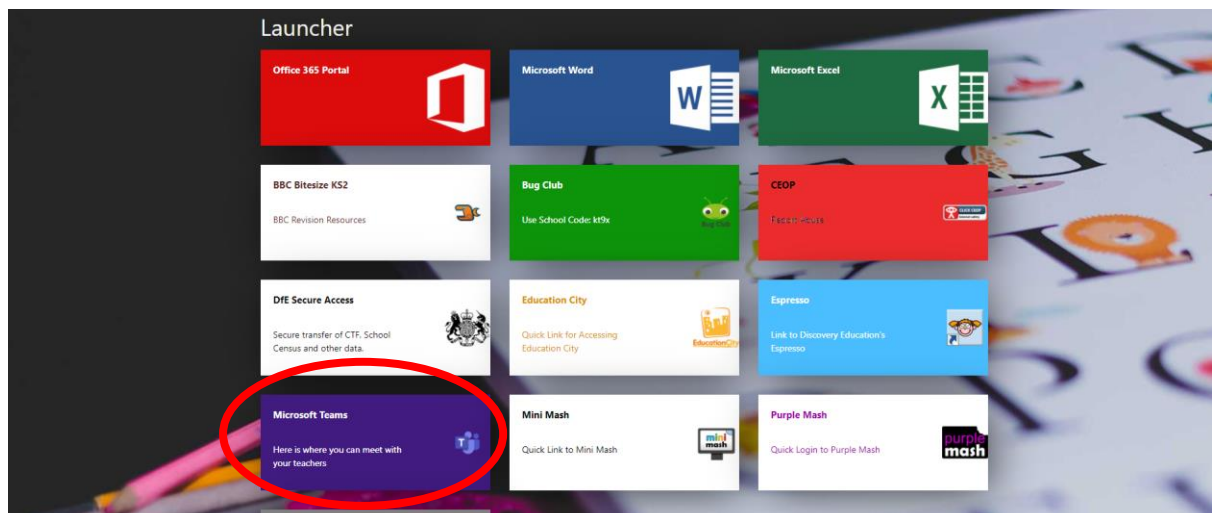 Launcher
Office 365 Portal
Microsoft Word
W
Microsoft Excel
X
BBC Bitesize KS2
BBC Revision Resources
Bug Club
Use School Code: kt9x
Bug Club
CEOP
CLICK CEOP
DfE Secure Access
Secure transfer of CTF. School
Census and other data.
Education City
Quick Link for Accessing
Education City
EducationCity
Espresso
Link to Discovery Education's
Espresso
Microsoft Teams
Here is where you can meet with
your teachers
T
Mini Mash
Quick Link to Mini Mash
mini
mash
Purple Mash
Quick Login to Purple Mash
purple
mash